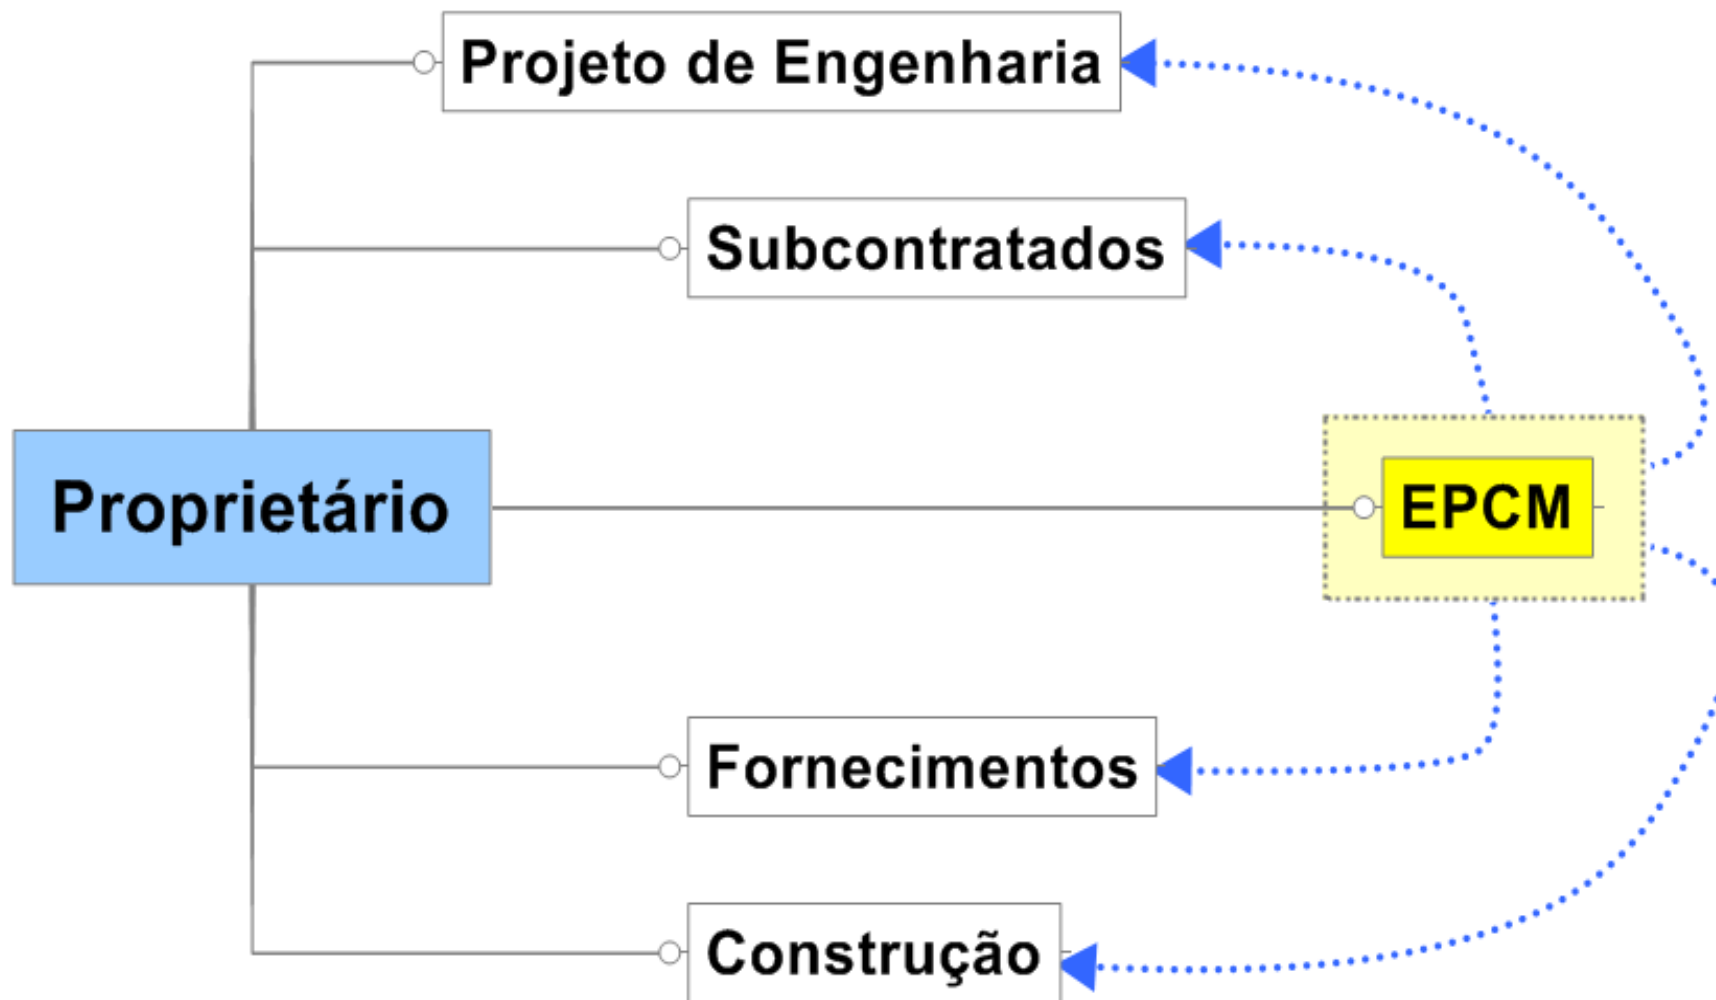 Projeto de Engenharia
Subcontratados
Proprietário
EPCM
Fornecimentos
Construção